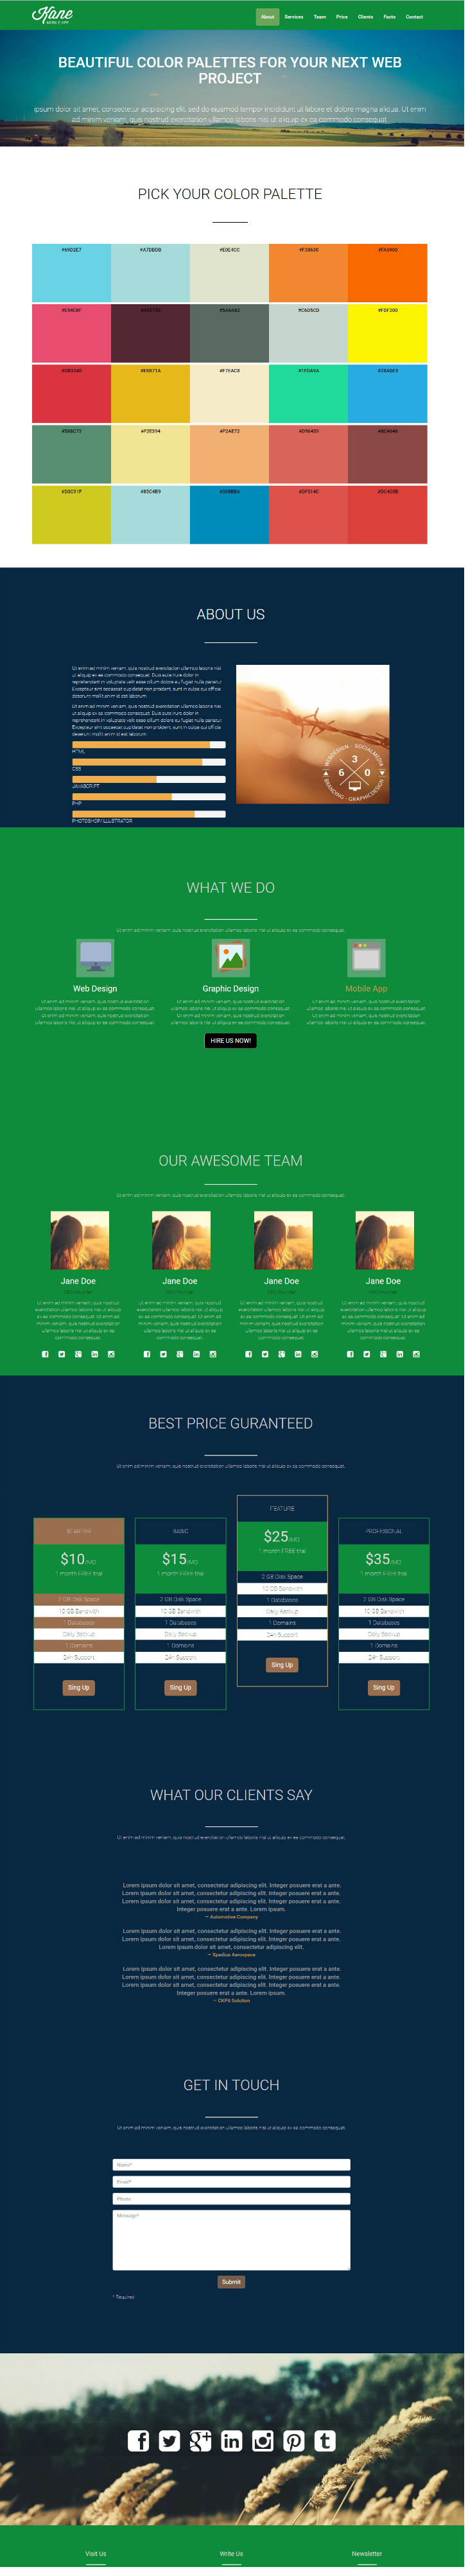 Kane
About Services Team Price Clients Facts Contact
BEAUTIFUL COLOR PALETTES FOR YOUR NEXT WEB
PROJECT
ipsum dolor sit amet, consectetur adipiscing elit, sed do eiusmod tempor incididunt ut labore et dolore magna aliqua. Ut enim
ad minim veniam, quis nostrud exercitation ullamco laboris nisi ut aliquip ex ea commodo consequat.
PICK YOUR COLOR PALETTE
#69D2E7 #A7DBDB #E0E4CC #F38630 #FA6900
#C6D5CD #FDF200
#F7EAC8 #1FDA9A #28ABE3
#F2E394 #F2AE72 #D96459 #8C4646
#DF514C #DC403B
ABOUT US
Ut enim ad minim veniam, quis nostrud exercitation ullamco laboris nisi
ut aliquip ex ea commodo consequat. Duis aute irure dolor in
reprehenderit in voluptate velit esse cillum dolore eu fugiat nulla pariatur.
Excepteur sint occaecat cupidatat non proident, sunt in culpa qui officia
deserunt mollit anim id est laborum
Ut enim ad minim veniam, quis nostrud exercitation ullamco laboris nisi
ut aliquip ex ea commodo consequat. Duis aute irure dolor in
reprehenderit in voluptate velit esse cillum dolore eu fugiat nulla pariatur.
Excepteur sint occaecat cupidatat non proident, sunt in culpa qui officia
deserunt mollit anim id est laborum
HTML
CSS
JAVASCRIPT
PHP
PHOTOSHOP/ILLUSTRATOR
WEBDESIGN - SOCIALMEDIA
3 6 0
BRANDING - GRAPHICDESIGN
WHAT WE DO
Ut enim ad minim veniam, quis nostrud exercitation ullamco laboris nisi ut aliquip ex ea commodo consequat.
Web Design Graphic Design Mobile App
Ut enim ad minim veniam, quis nostrud exercitation Ut enim ad minim veniam, quis nostrud exercitation Ut enim ad minim veniam, quis nostrud exercitation
ullamco laboris nisi ut aliquip ex ea commodo consequat. ullamco laboris nisi ut aliquip ex ea commodo consequat. ullamco laboris nisi ut aliquip ex ea commodo consequat.
Ut enim ad minim veniam, quis nostrud exercitation Ut enim ad minim veniam, quis nostrud exercitation Ut enim ad minim veniam, quis nostrud exercitation
ullamco laboris nisi ut aliquip ex ea commodo consequat. ullamco laboris nisi ut aliquip ex ea commodo consequat. ullamco laboris nisi ut aliquip ex ea commodo consequat.
HIRE US NOW!
OUR AWESOME TEAM
Ut enim ad minim veniam, quis nostrud exercitation ullamco laboris nisi ut aliquip ex ea commodo consequat.
Jane Doe Jane Doe Jane Doe Jane Doe
Ut enim ad minim veniam, quis nostrud Ut enim ad minim veniam, quis nostrud Ut enim ad minim veniam, quis nostrud Ut enim ad minim veniam, quis nostrud
exercitation ullamco laboris nisi ut aliquip exercitation ullamco laboris nisi ut aliquip exercitation ullamco laboris nisi ut aliquip exercitation ullamco laboris nisi ut aliquip
ex ea commodo consequat. Ut enim ad ex ea commodo consequat. Ut enim ad ex ea commodo consequat. Ut enim ad ex ea commodo consequat. Ut enim ad
minim veniam, quis nostrud exercitation minim veniam, quis nostrud exercitation minim veniam, quis nostrud exercitation minim veniam, quis nostrud exercitation
ullamco laboris nisi ut aliquip ex ea ullamco laboris nisi ut aliquip ex ea ullamco laboris nisi ut aliquip ex ea ullamco laboris nisi ut aliquip ex ea
commodo consequat. commodo consequat. commodo consequat. commodo consequat.
BEST PRICE GURANTEED
Ut enim ad minim veniam, quis nostrud exercitation ullamco laboris nisi ut aliquip ex ea commodo consequat.
BASIC
$10/MO
1 month FREE trial
2 GB Disk Space
10 GB Bandwith
1 Databases
Daily Backup
1 Domains
24h Support
Sing Up
$15/MO
1 month FREE trial
2 GB Disk Space
10 GB Bandwith
1 Databases
Daily Backup
1 Domains
24h Support
Sing Up
FEATURE
$25/MO
1 month FREE trial
2 GB Disk Space
10 GB Bandwith
1 Databases
Daily Backup
1 Domains
24h Support
Sing Up
PROFESSIONAL
$35/MO
1 month FREE trial
2 GB Disk Space
10 GB Bandwith
1 Databases
Daily Backup
1 Domains
24h Support
Sing Up
WHAT OUR CLIENTS SAY
Ut enim ad minim veniam, quis nostrud exercitation ullamco laboris nisi ut aliquip ex ea commodo consequat.
Lorem ipsum dolor sit amet, consectetur adipiscing elit. Integer posuere erat a ante.
Lorem ipsum dolor sit amet, consectetur adipiscing elit. Integer posuere erat a ante.
Lorem ipsum dolor sit amet, consectetur adipiscing elit. Integer posuere erat a ante.
Integer posuere erat a ante. Lorem ipsum.
— Automotive Company
Lorem ipsum dolor sit amet, consectetur adipiscing elit. Integer posuere erat a ante.
Lorem ipsum dolor sit amet, consectetur adipiscing elit. Integer posuere erat a ante.
Lorem ipsum dolor sit amet, consectetur adipiscing elit.
— Spedius Aerospace
Lorem ipsum dolor sit amet, consectetur adipiscing elit. Integer posuere erat a ante.
Lorem ipsum dolor sit amet, consectetur adipiscing elit. Integer posuere erat a ante.
Lorem ipsum dolor sit amet, consectetur adipiscing elit. Integer posuere erat a ante.
Integer posuere erat a ante. Lorem ipsum.
— CKPS Solution
GET IN TOUCH
Ut enim ad minim veniam, quis nostrud exercitation ullamco laboris nisi ut aliquip ex ea commodo consequat.
Name*
Email*
Phone
Message*
Submit
* Required
Visit Us Write Us Newsletter